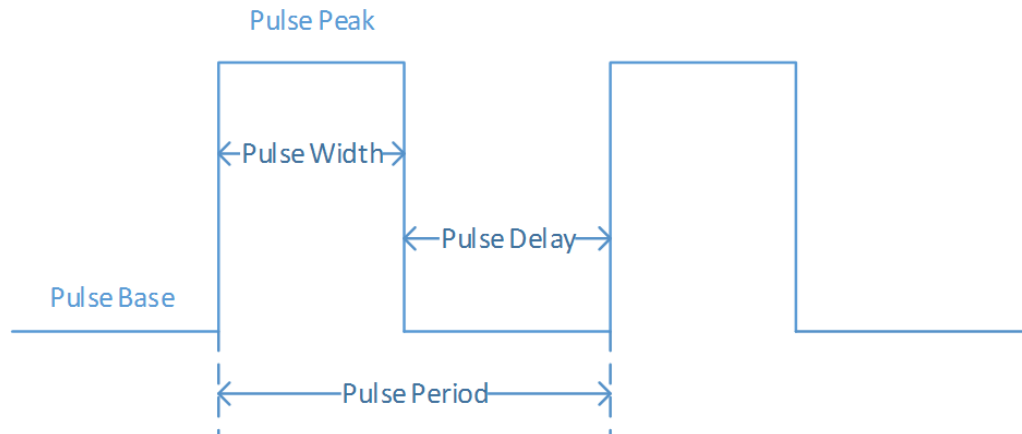 Pulse Peak
Pulse Width
Pulse Delay
Pulse Base
Pulse Period